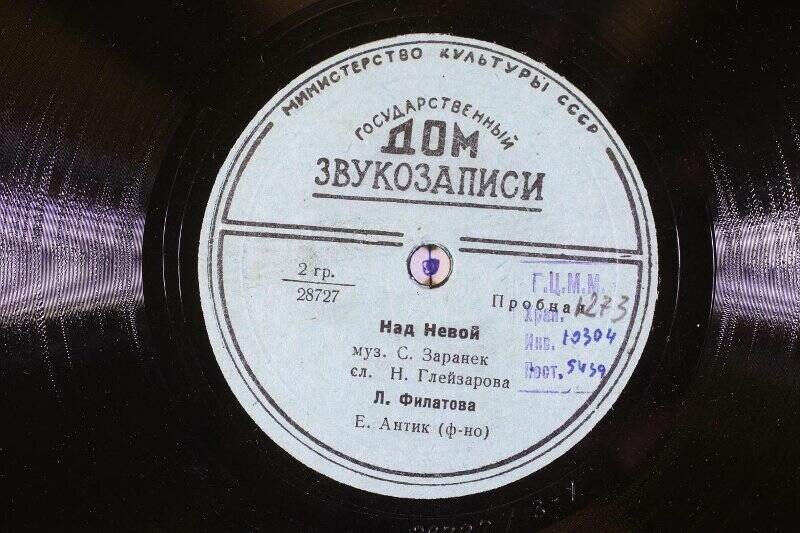 МИНИСТЕРСТВО КУЛЬТУРЫ СССР
ГОСУДАРСТВЕННЫЙ
ДОМ
ЗВУКОЗАПИСИ
2 гр.
28727
Пробная
Г.Ц.М.М.
Хран. 1273
Инв. 10304
Пост. 5439
Над Невой
муз. С. Заранек
сл. Н. Глейзарова
Л. Филатова
Е. Антик (ф-но)